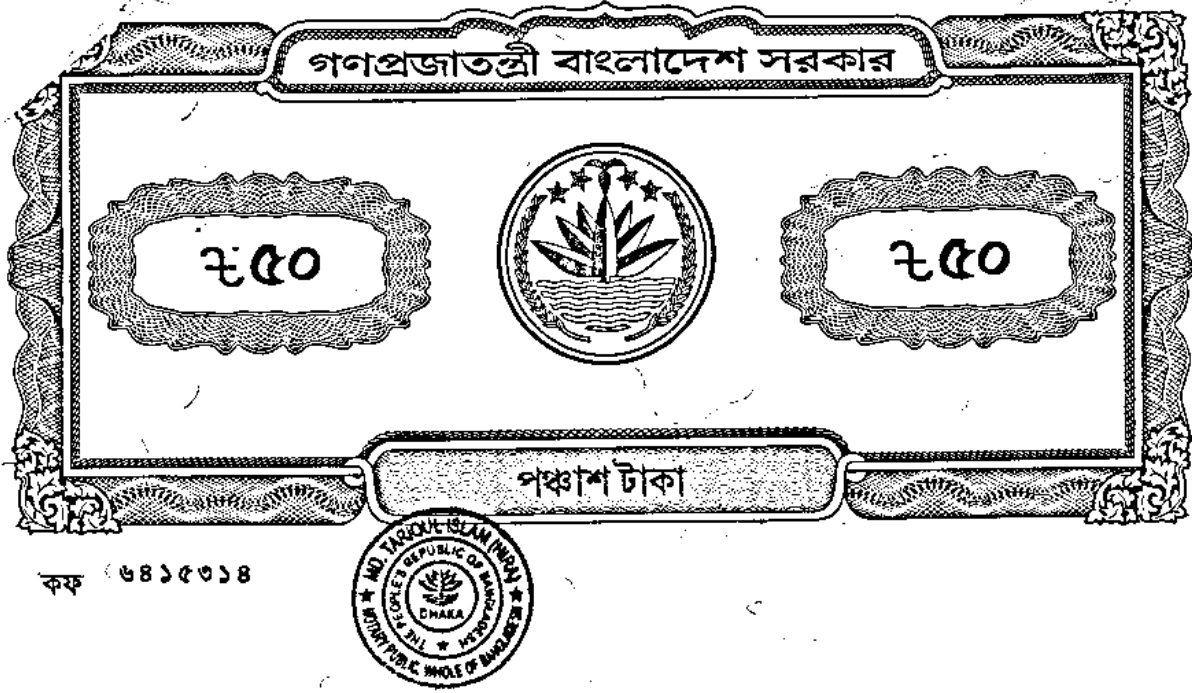 গণপ্রজাতন্ত্রী বাংলাদেশ সরকার
৳ ৫০
৳ ৫০
পঞ্চাশ টাকা
কফ ৬৪১৫৩১৪
MD. TARIQUL ISLAM (HIRA)
THE PEOPLE'S REPUBLIC OF BANGLADESH
DHAKA
NOTARY PUBLIC, WHOLE OF BANGLADESH